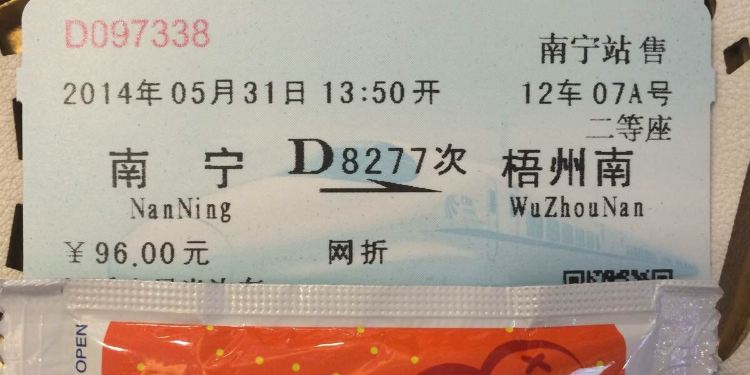 D097338
南宁站 售
2014年 05月 31日 13:50 开 12车 07A号
二等座
南 宁 D8277次 梧州南
NanNing WuZhouNan
￥96.00元 网折
OPEN